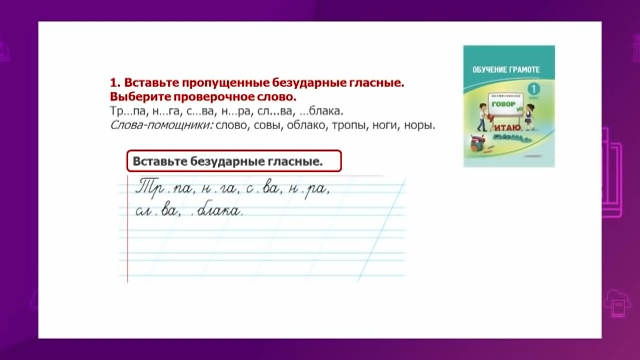 1. Вставьте пропущенные безударные гласные.
Выберите проверочное слово.
Тр…па, н…га, с…ва, н…ра, сл...ва, …блака.
Слова-помощники: слово, совы, облако, тропы, ноги, норы.
ОБУЧЕНИЕ ГРАМОТЕ
1
ГОВОР
ИТАЮ
Вставьте безударные гласные.
Тр.па, н.га, с.ва, н.ра,
сл.ва, .блака.